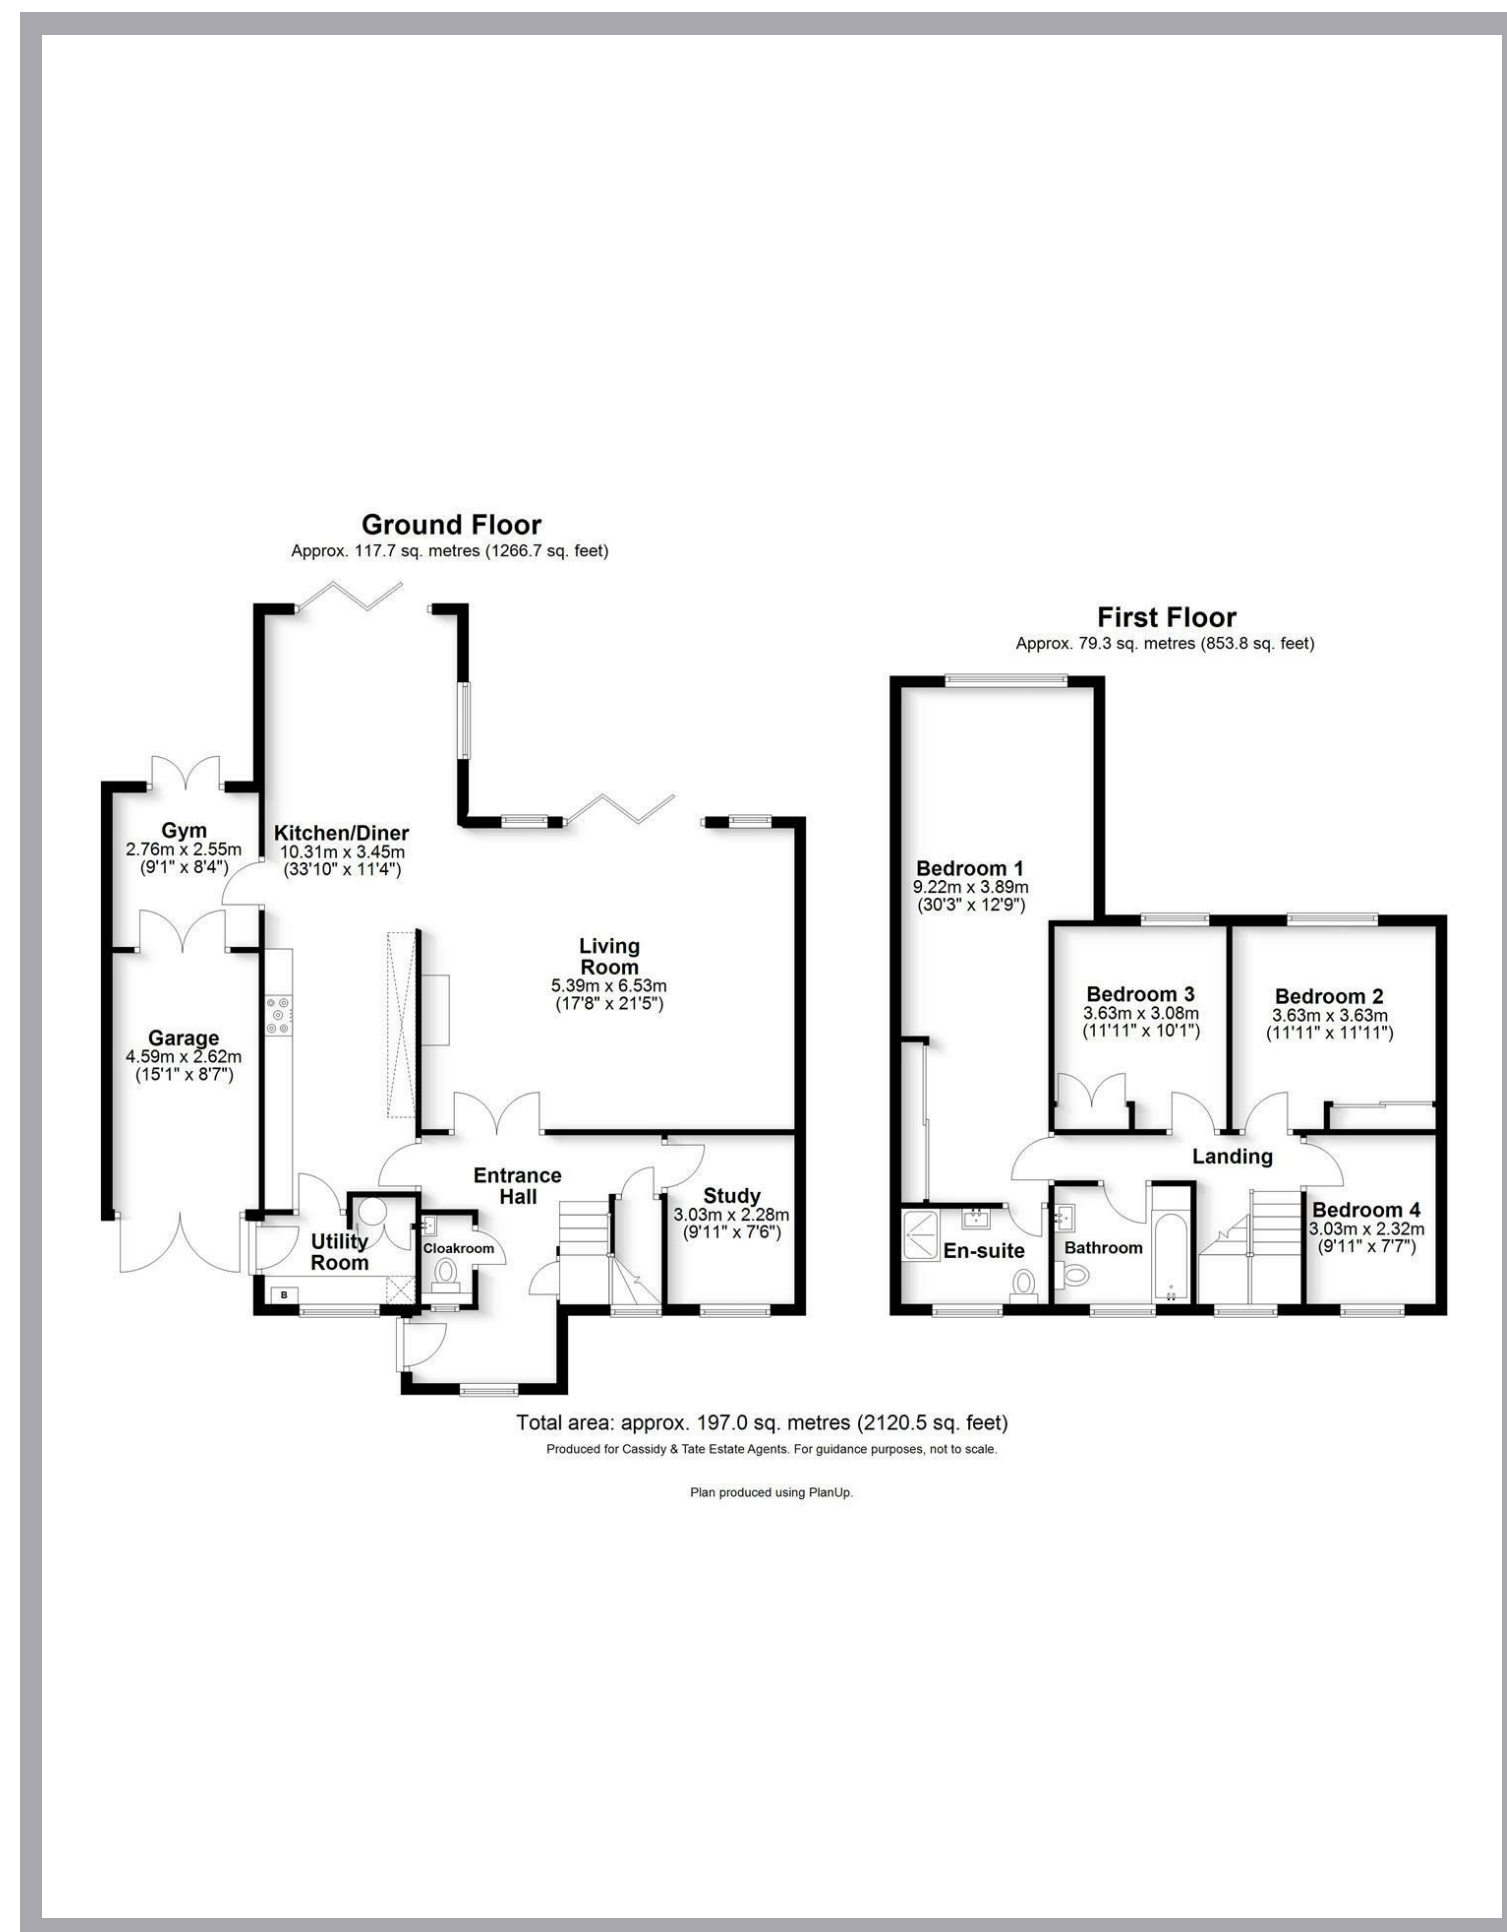 Ground Floor
Approx. 117.7 sq. metres (1266.7 sq. feet)
Gym
2.76m x 2.55m
(9'1" x 8'4")
Kitchen/Diner
10.31m x 3.45m
(33'10" x 11'4")
Living
Room
5.39m x 6.53m
(17'8" x 21'5")
Garage
4.59m x 2.62m
(15'1" x 8'7")
Entrance
Hall
Study
3.03m x 2.28m
(9'11" x 7'6")
Utility
Room
Cloakroom
B
First Floor
Approx. 79.3 sq. metres (853.8 sq. feet)
Bedroom 1
9.22m x 3.89m
(30'3" x 12'9")
Bedroom 3
3.63m x 3.08m
(11'11" x 10'1")
Bedroom 2
3.63m x 3.63m
(11'11" x 11'11")
Landing
Bedroom 4
3.03m x 2.32m
(9'11" x 7'7")
En-suite
Bathroom
Total area: approx. 197.0 sq. metres (2120.5 sq. feet)
Produced for Cassidy & Tate Estate Agents. For guidance purposes, not to scale.
Plan produced using PlanUp.